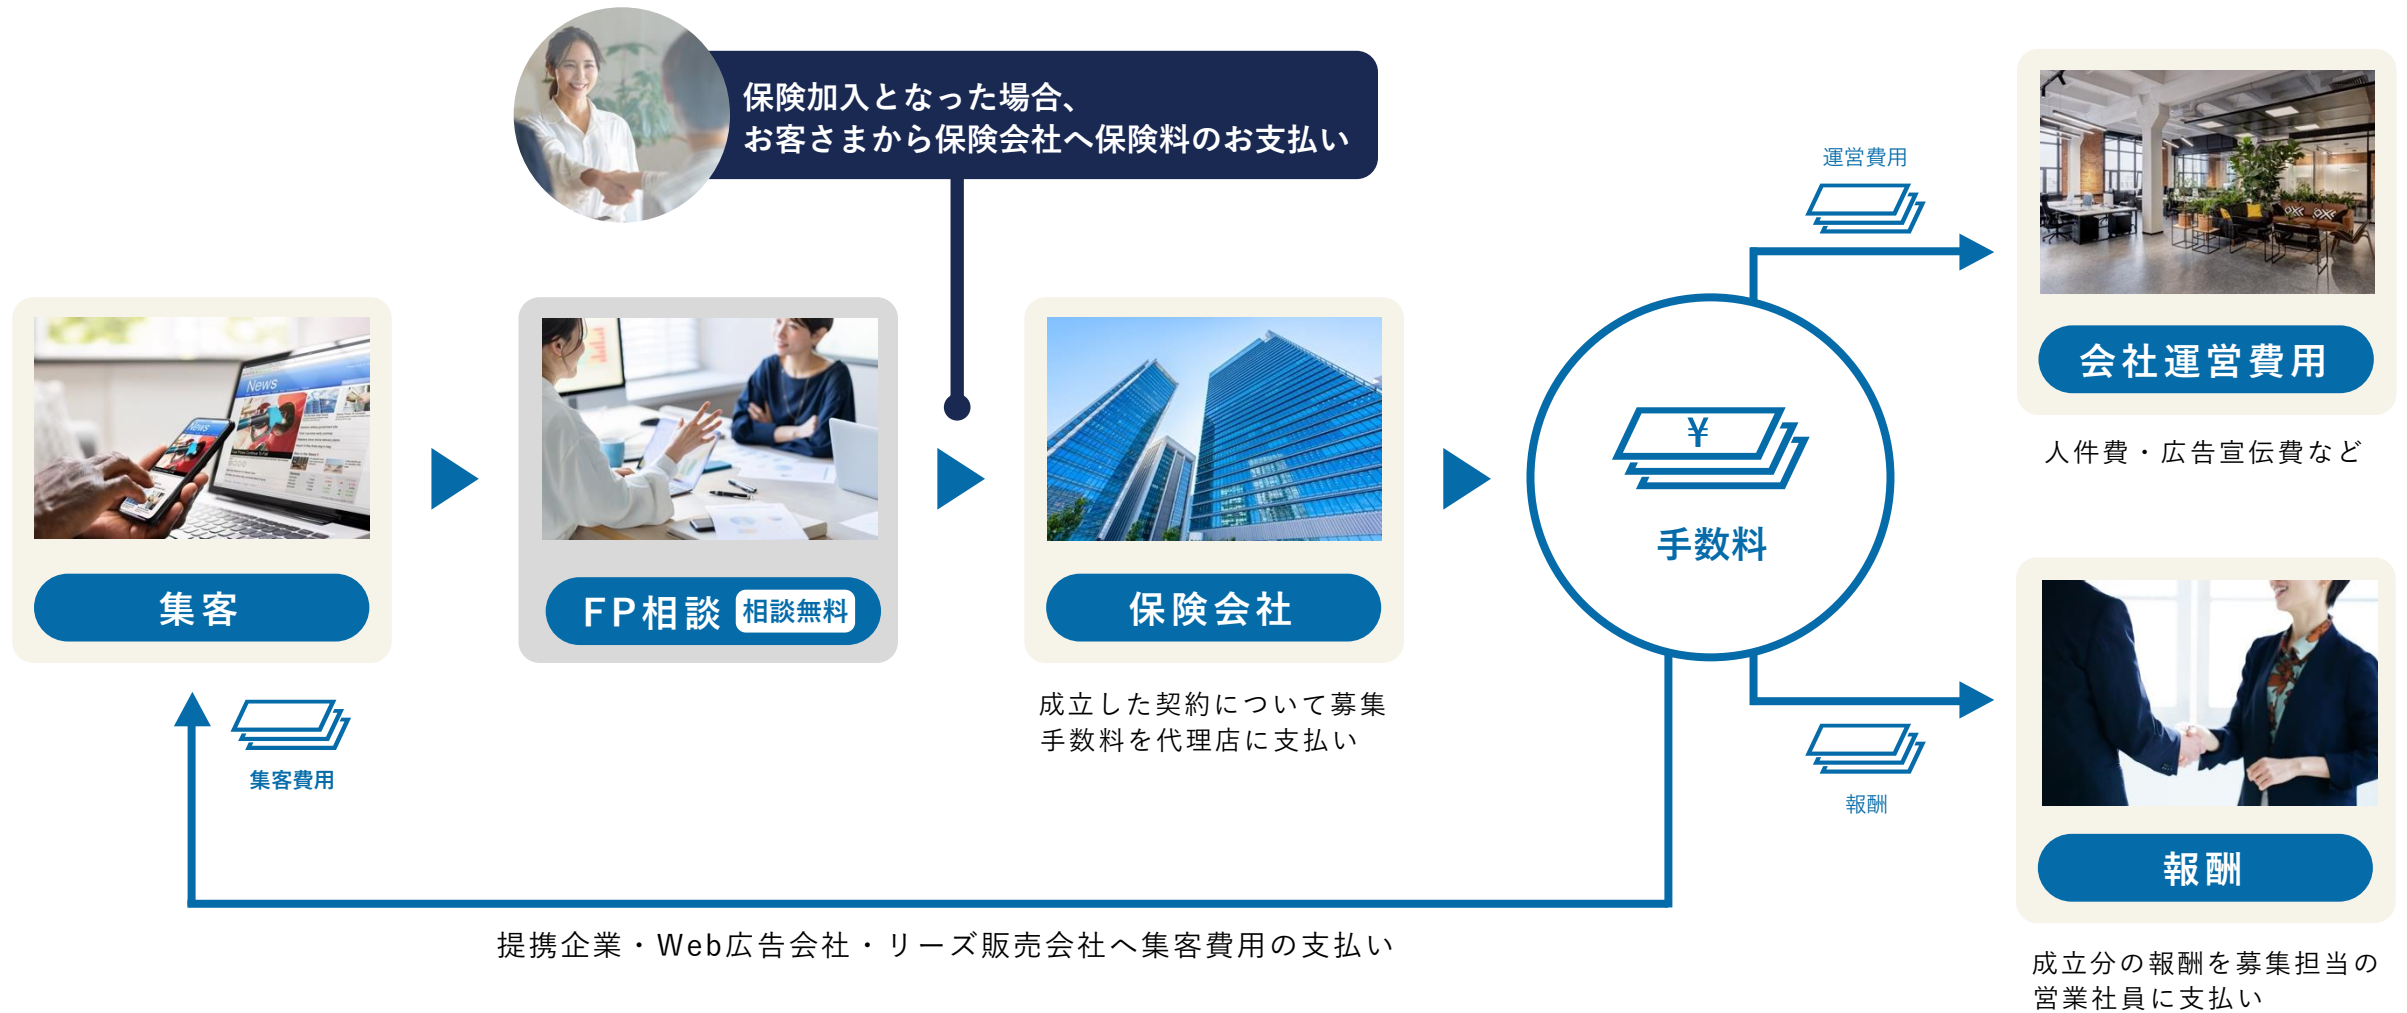 保険加入となった場合、
お客さまから保険会社へ保険料のお支払い
News
News
集客
FP相談 相談無料
保険会社
成立した契約について募集
手数料を代理店に支払い
¥
手数料
運営費用
会社運営費用
人件費・広告宣伝費など
報酬
報酬
成立分の報酬を募集担当の
営業社員に支払い
集客費用
提携企業・Web広告会社・リーズ販売会社へ集客費用の支払い